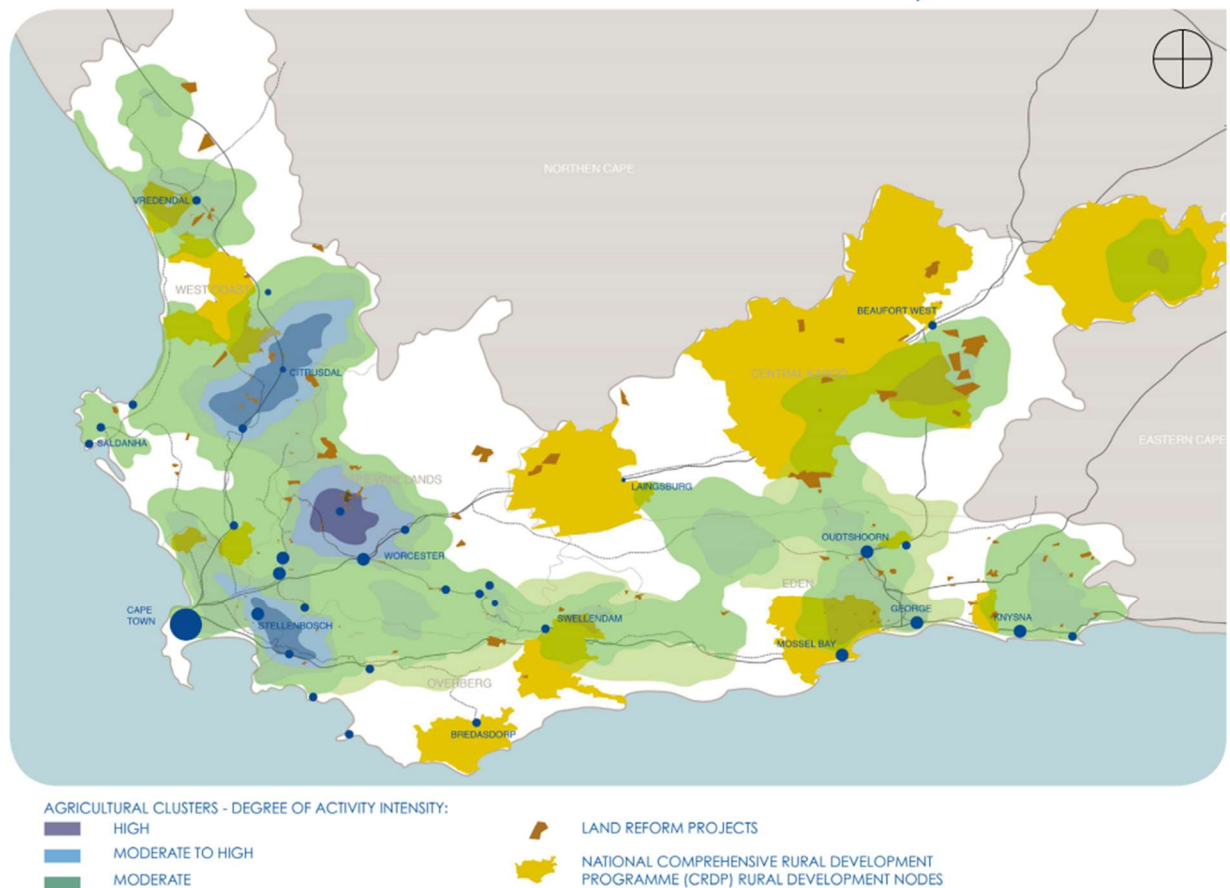 NORTHEN CAPE
VREDENDAL
WEST COAST
BEAUFORT WEST
CITRUSDAL
CENTRAL KAROO
SALDANHA
EASTERN CAPE
WINELANDS
LAINGSBURG
OUDTSHOORN
WORCESTER
EDEN
CAPE
TOWN
STELLENBOSCH
SWELLENDAM
GEORGE
KNYSNA
MOSSEL BAY
OVERBERG
BREDASDORP
AGRICULTURAL CLUSTERS - DEGREE OF ACTIVITY INTENSITY:
HIGH
MODERATE TO HIGH
MODERATE
LAND REFORM PROJECTS
NATIONAL COMPREHENSIVE RURAL DEVELOPMENT
PROGRAMME (CRDP) RURAL DEVELOPMENT NODES